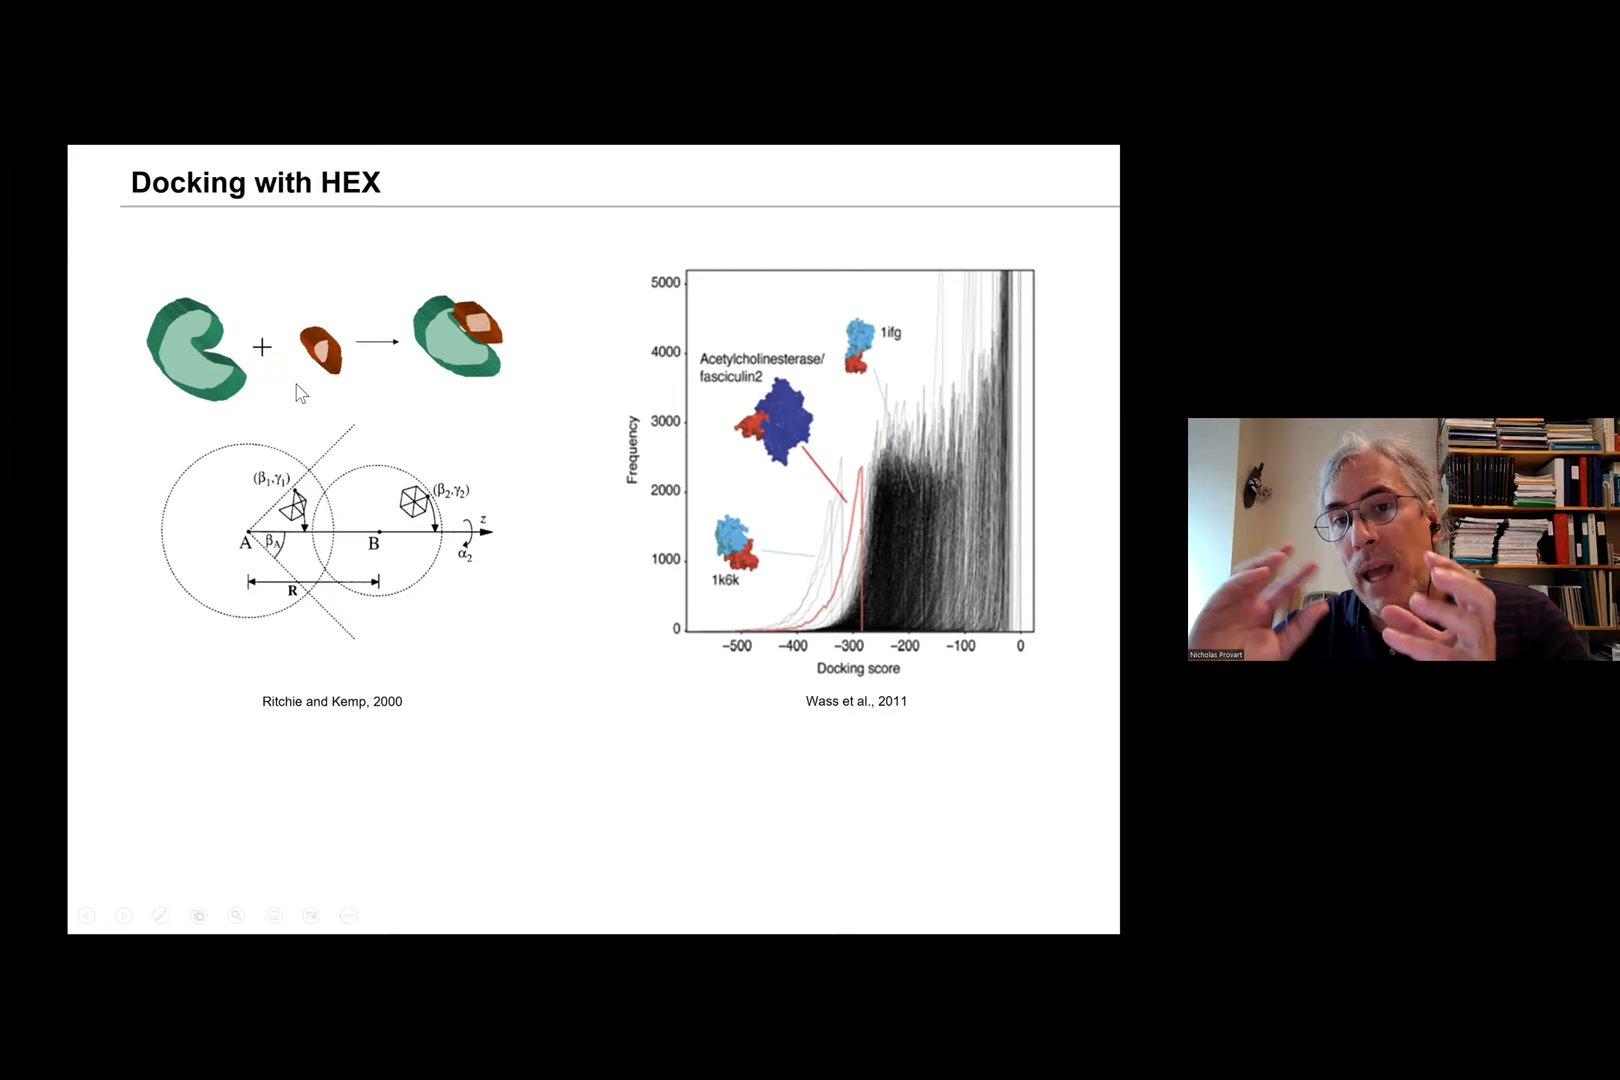 Docking with HEX
+
(β1,γ1)
(β2,γ2)
A
βA
B
z
α2
R
Ritchie and Kemp, 2000
5000
4000
3000
2000
1000
0
Frequency
1ifg
Acetylcholinesterase/
fasciculin2
1k6k
−500 −400 −300 −200 −100 0
Docking score
Wass et al., 2011
Nicholas Provart